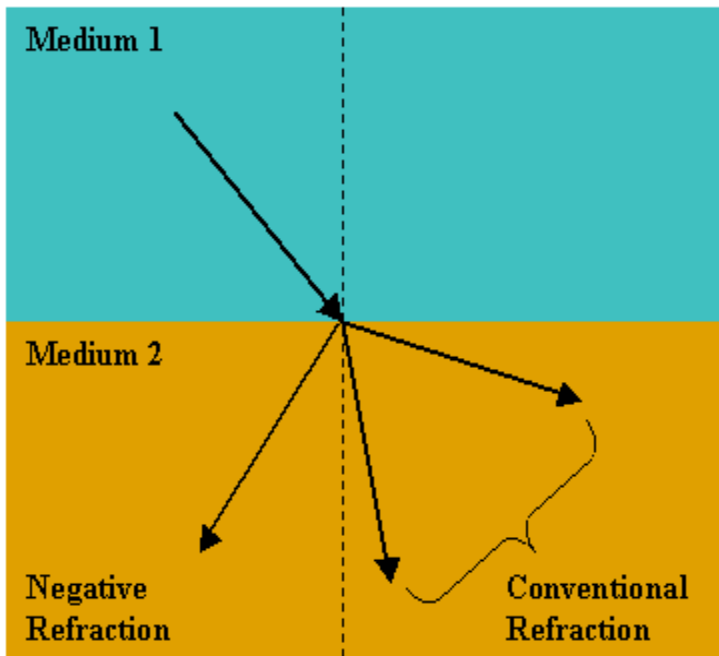 Medium 1
Medium 2
Negative
Refraction
Conventional
Refraction